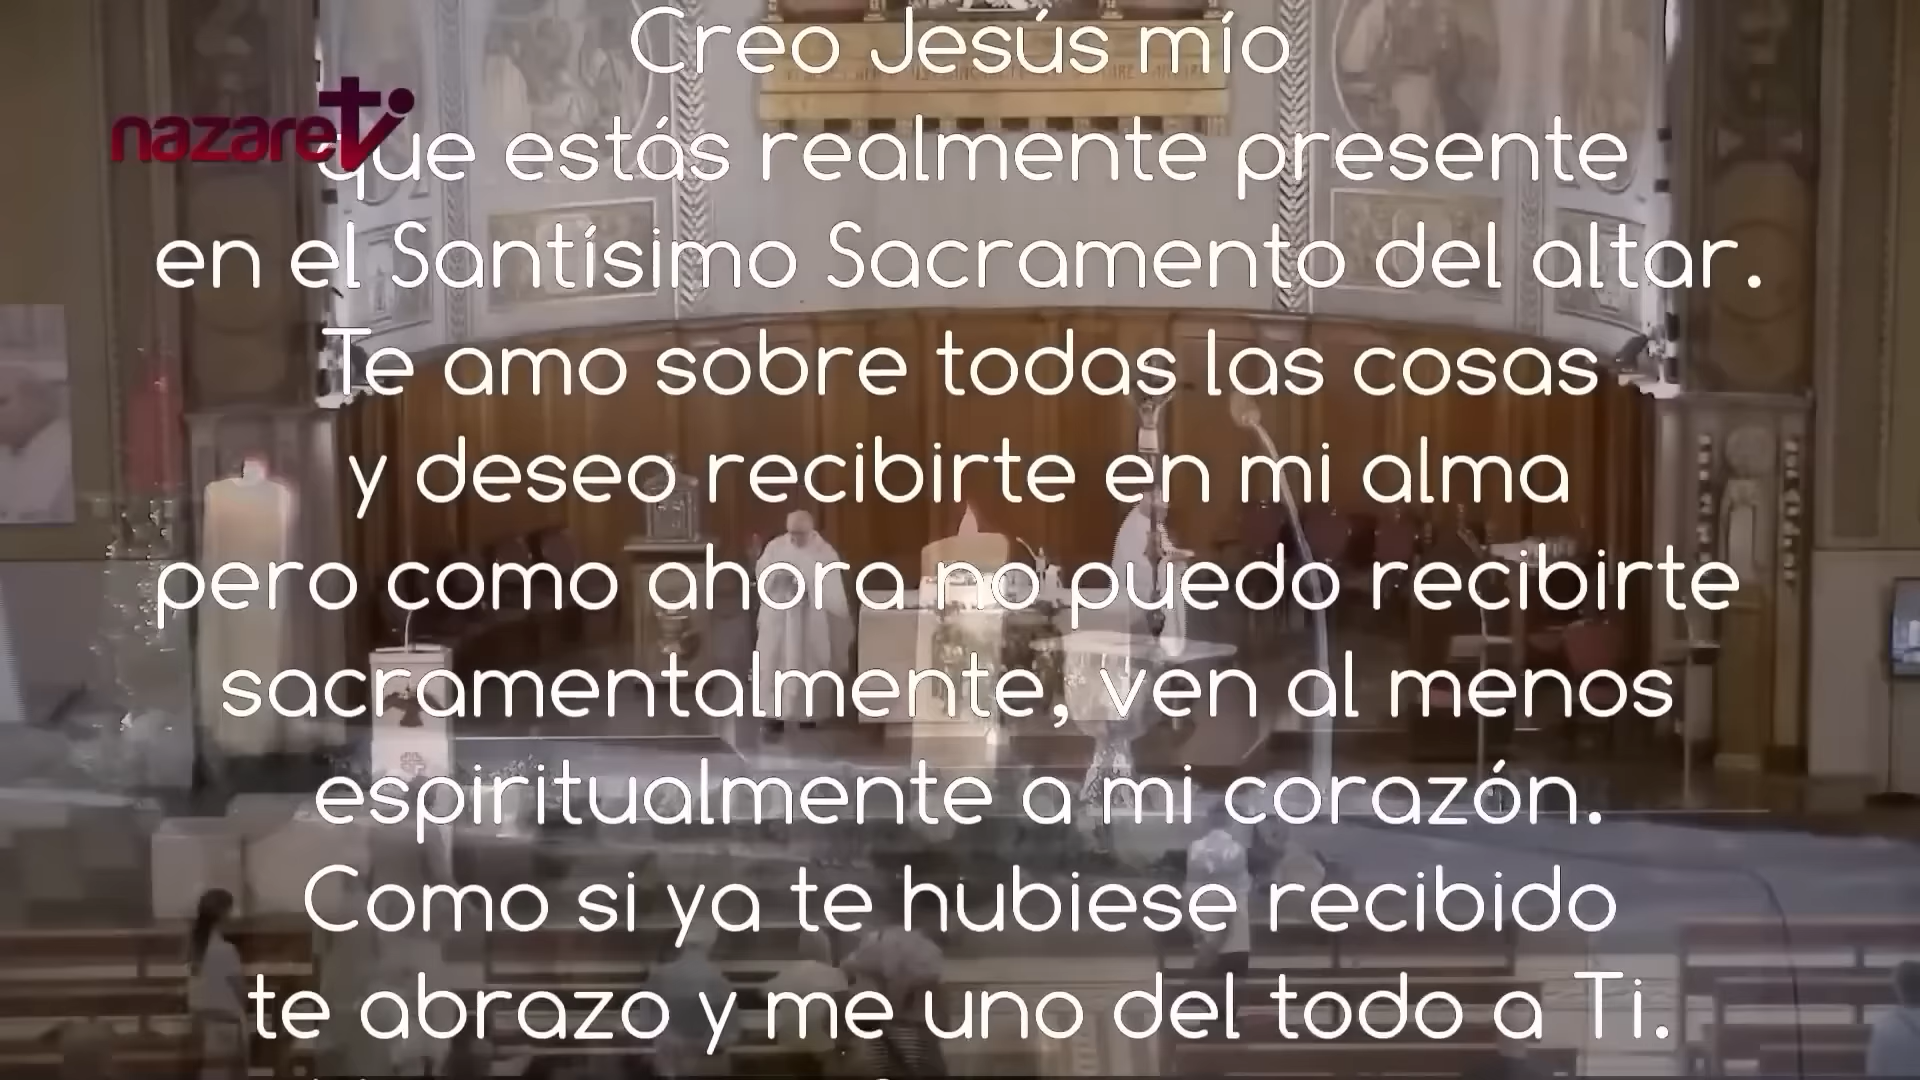 Creo Jesús mío
nazaretv
que estás realmente presente
en el Santísimo Sacramento del altar.
Te amo sobre todas las cosas
y deseo recibirte en mi alma
pero como ahora no puedo recibirte
sacramentalmente, ven al menos
espiritualmente a mi corazón.
Como si ya te hubiese recibido
te abrazo y me uno del todo a Ti.